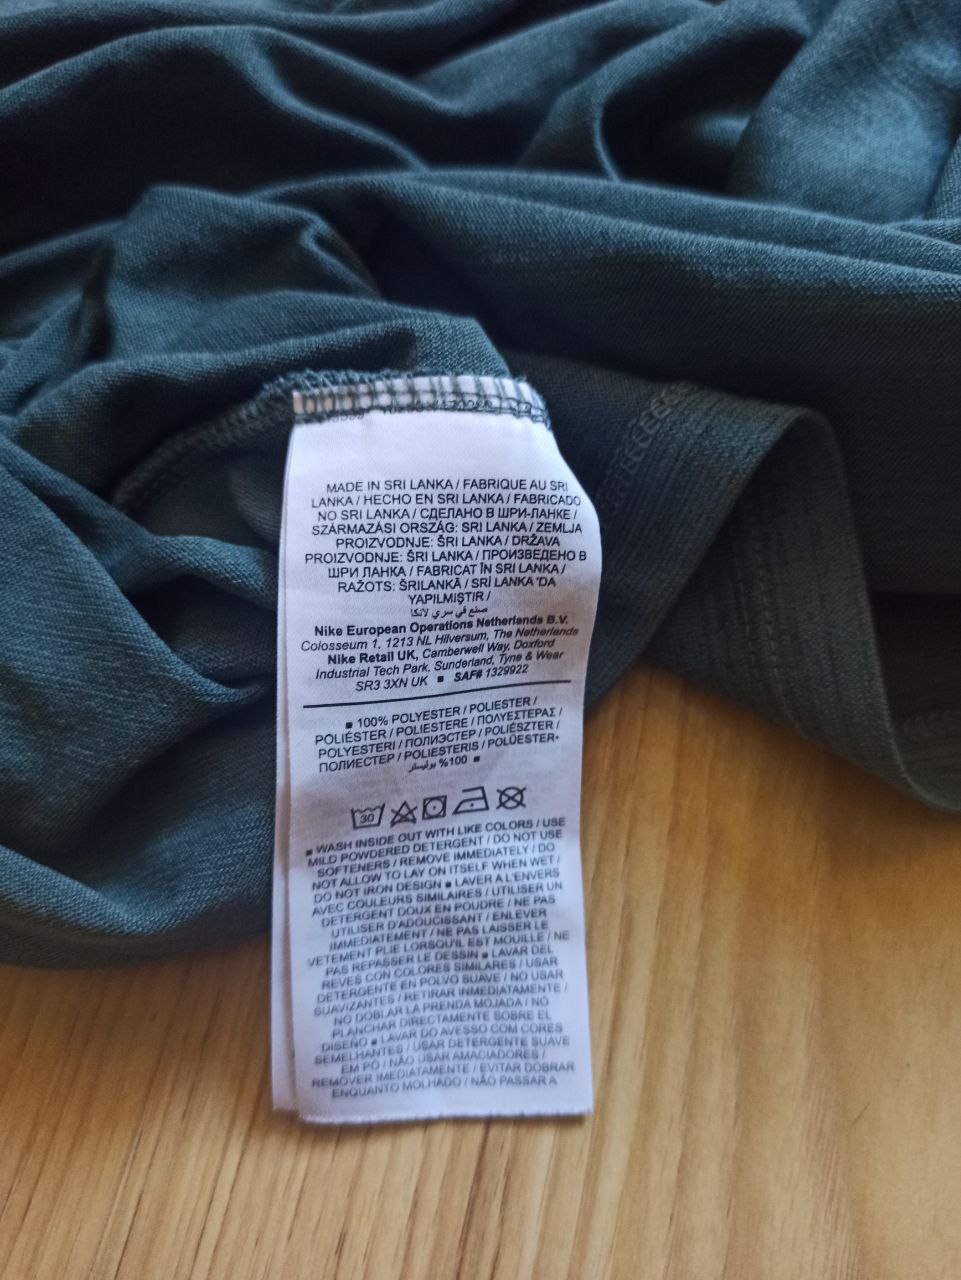 MADE IN SRI LANKA / FABRIQUE AU SRI
LANKA / HECHO EN SRI LANKA / FABRICADO
NO SRI LANKA / СДЕЛАНО В ШРИ-ЛАНКЕ /
SZÁRMAZÁSI ORSZÁG: SRI LANKA / ZEMLJA
PROIZVODNJE: ŠRI LANKA / DRŽAVA
PROIZVODNJE: ŠRI LANKA / ПРОИЗВЕДЕНО В
ШРИ ЛАНКА / FABRICAT ÎN SRI LANKA /
RAŽOTS: ŠRILANKĀ / SRİ LANKA 'DA
YAPILMIŞTIR /
صنع في سري لانكا
Nike European Operations Netherlands B.V.
Colosseum 1, 1213 NL Hilversum, The Netherlands
Nike Retail UK, Camberwell Way, Doxford
Industrial Tech Park, Sunderland, Tyne & Wear
SR3 3XN UK ■ SAF# 1329922
■ 100% POLYESTER / POLIESTER /
POLIÉSTER / POLIESTERE / ΠΟΛΥΕΣΤΕΡΑΣ /
POLYESTERI / ПОЛИЭСТЕР / POLIÉSZTER /
ПОЛИЕСТЕР / POLIESTERIS / POLÜESTER•
%100 بوليستر ■
30
■ WASH INSIDE OUT WITH LIKE COLORS / USE
MILD POWDERED DETERGENT / DO NOT USE
SOFTENERS / REMOVE IMMEDIATELY / DO
NOT ALLOW TO LAY ON ITSELF WHEN WET /
DO NOT IRON DESIGN ■ LAVER A L'ENVERS
AVEC COULEURS SIMILAIRES / UTILISER UN
DETERGENT DOUX EN POUDRE / NE PAS
UTILISER D'ADOUCISSANT / ENLEVER
IMMEDIATEMENT / NE PAS LAISSER LE
VETEMENT PLIE LORSQU'IL EST MOUILLE / NE
PAS REPASSER LE DESSIN ■ LAVAR DEL
REVES CON COLORES SIMILARES / USAR
DETERGENTE EN POLVO SUAVE / NO USAR
SUAVIZANTES / RETIRAR INMEDIATAMENTE /
NO DOBLAR LA PRENDA MOJADA / NO
PLANCHAR DIRECTAMENTE SOBRE EL
DISEÑO ■ LAVAR DO AVESSO COM CORES
SEMELHANTES / USAR DETERGENTE SUAVE
EM PÓ / NÃO USAR AMACIADORES /
REMOVER IMEDIATAMENTE / EVITAR DOBRAR
ENQUANTO MOLHADO / NÃO PASSAR A